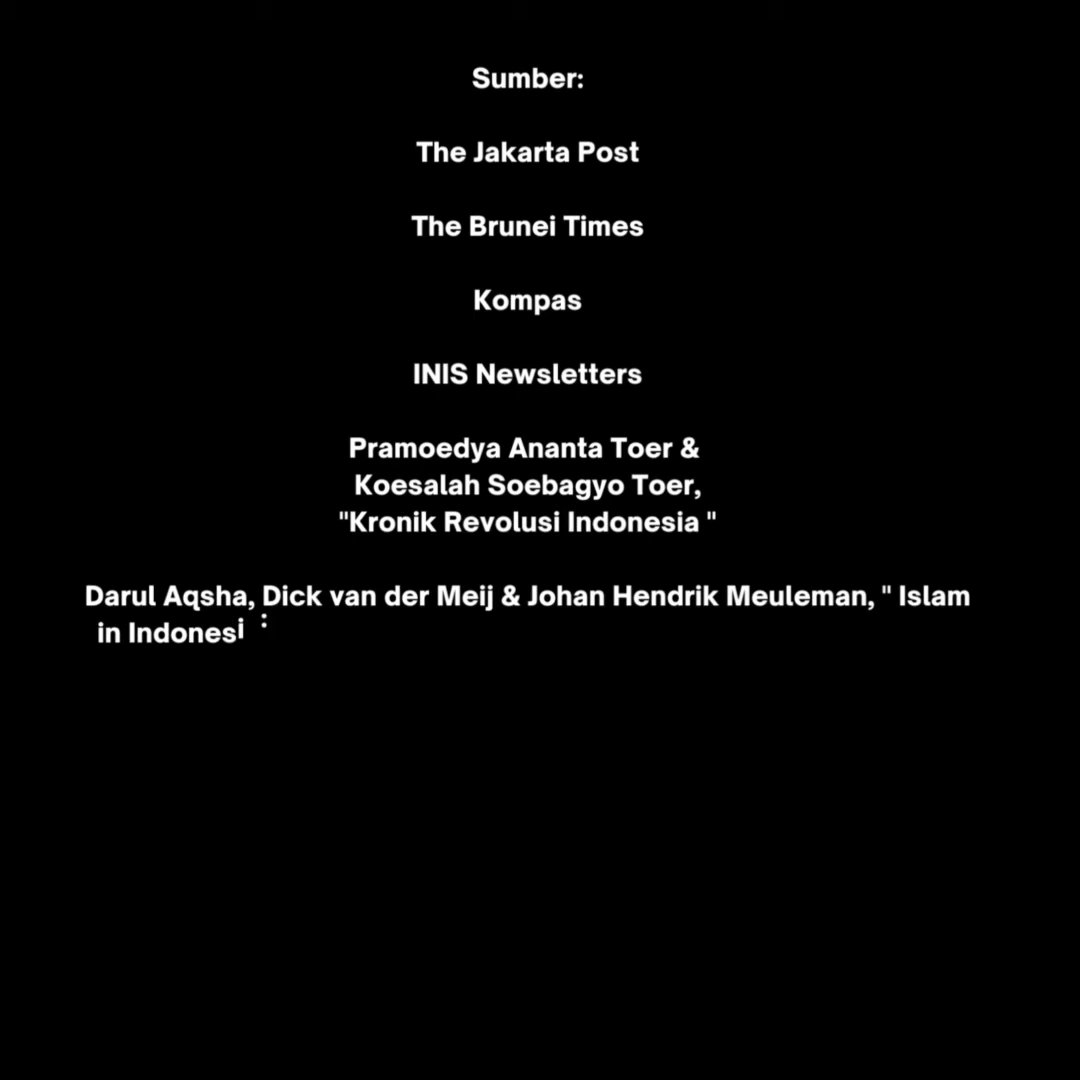 Sumber:
The Jakarta Post
The Brunei Times
Kompas
INIS Newsletters
Pramoedya Ananta Toer &
Koesalah Soebagyo Toer,
"Kronik Revolusi Indonesia "
Darul Aqsha, Dick van der Meij & Johan Hendrik Meuleman, " Islam
in Indonesi :